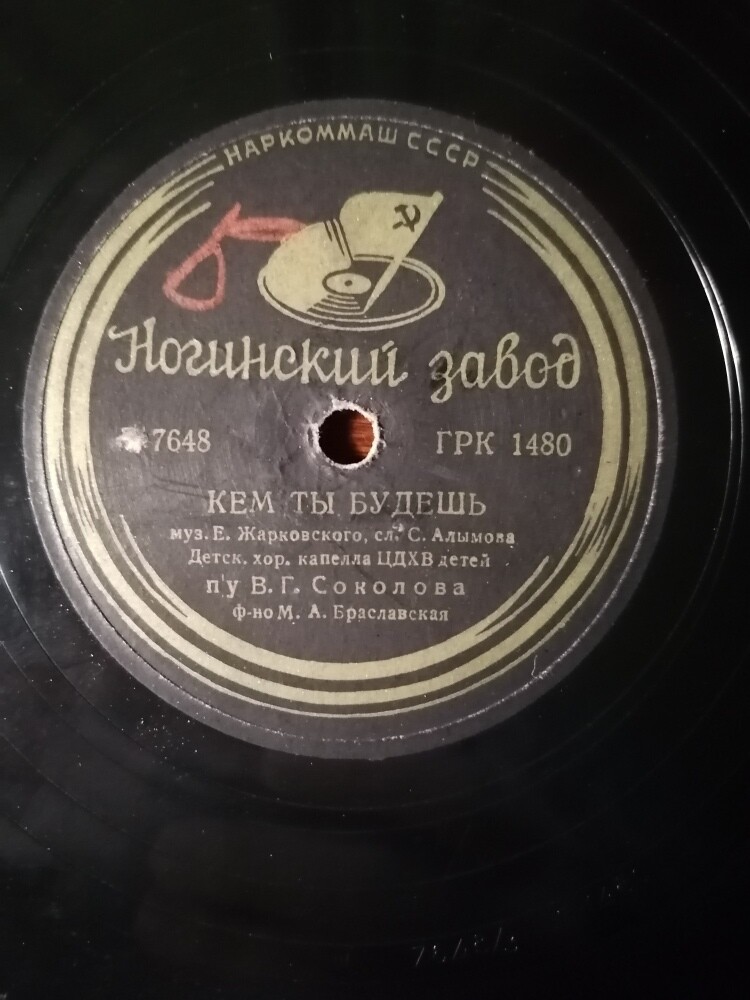 НАРКОММАШ СССР
Ногинский завод
7648 ГРК 1480
КЕМ ТЫ БУДЕШЬ
муз. Е. Жарковского, сл. С. Алымова
Детск. хор. капелла ЦДХВ детей
п/у В. Г. Соколова
ф-но М. А. Браславская